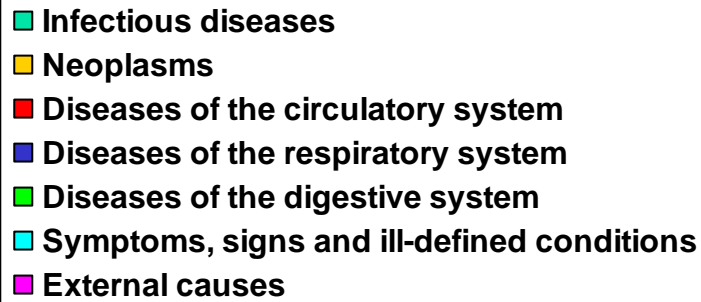 Infectious diseases
Neoplasms
Diseases of the circulatory system
Diseases of the respiratory system
Diseases of the digestive system
Symptoms, signs and ill-defined conditions
External causes